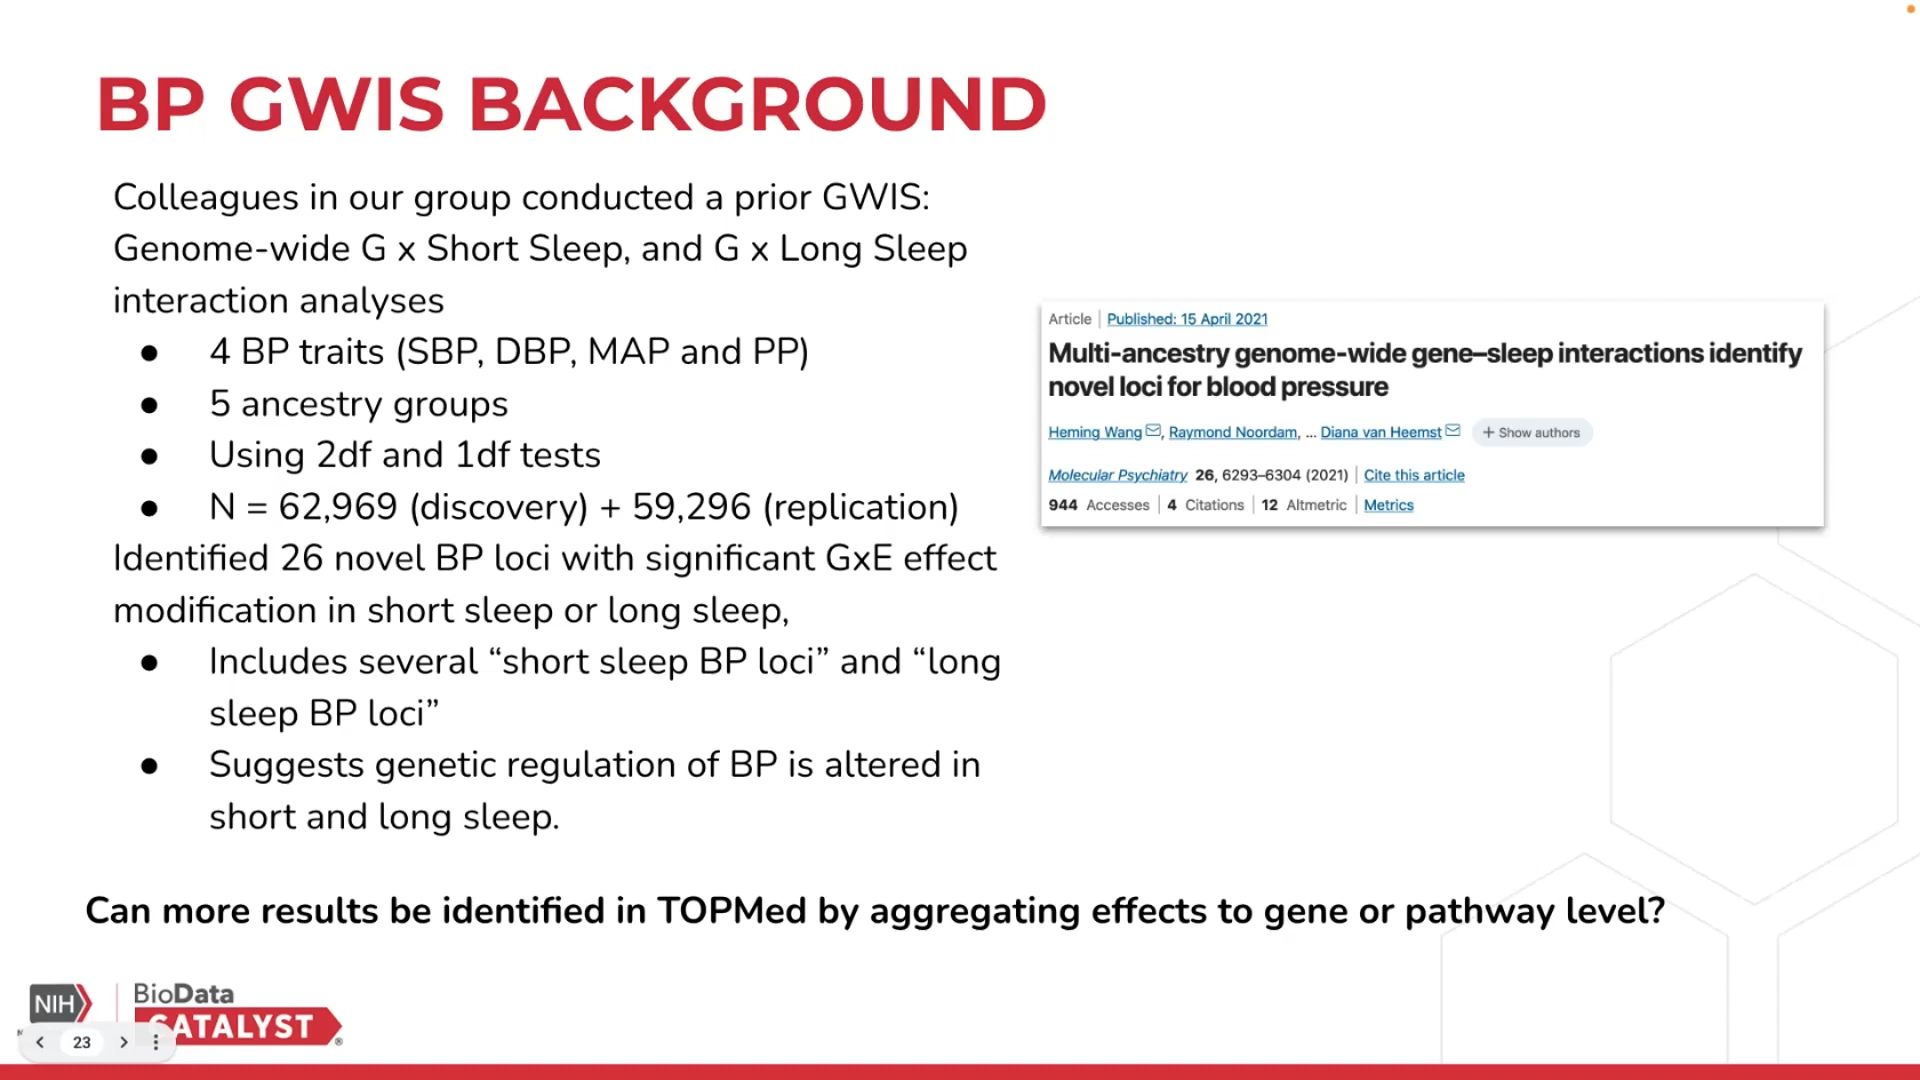 BP GWIS BACKGROUND
Colleagues in our group conducted a prior GWIS:
Genome-wide G x Short Sleep, and G x Long Sleep
interaction analyses
● 4 BP traits (SBP, DBP, MAP and PP)
● 5 ancestry groups
● Using 2df and 1df tests
● N = 62,969 (discovery) + 59,296 (replication)
Identified 26 novel BP loci with significant GxE effect
modification in short sleep or long sleep,
● Includes several “short sleep BP loci” and “long
sleep BP loci”
● Suggests genetic regulation of BP is altered in
short and long sleep.
Article | Published: 15 April 2021
Multi-ancestry genome-wide gene–sleep interactions identify
novel loci for blood pressure
Heming Wang, Raymond Noordam, ... Diana van Heemst + Show authors
Molecular Psychiatry 26, 6293–6304 (2021) | Cite this article
944 Accesses | 4 Citations | 12 Altmetric | Metrics
Can more results be identified in TOPMed by aggregating effects to gene or pathway level?
NIH
BioData
CATALYST®
23